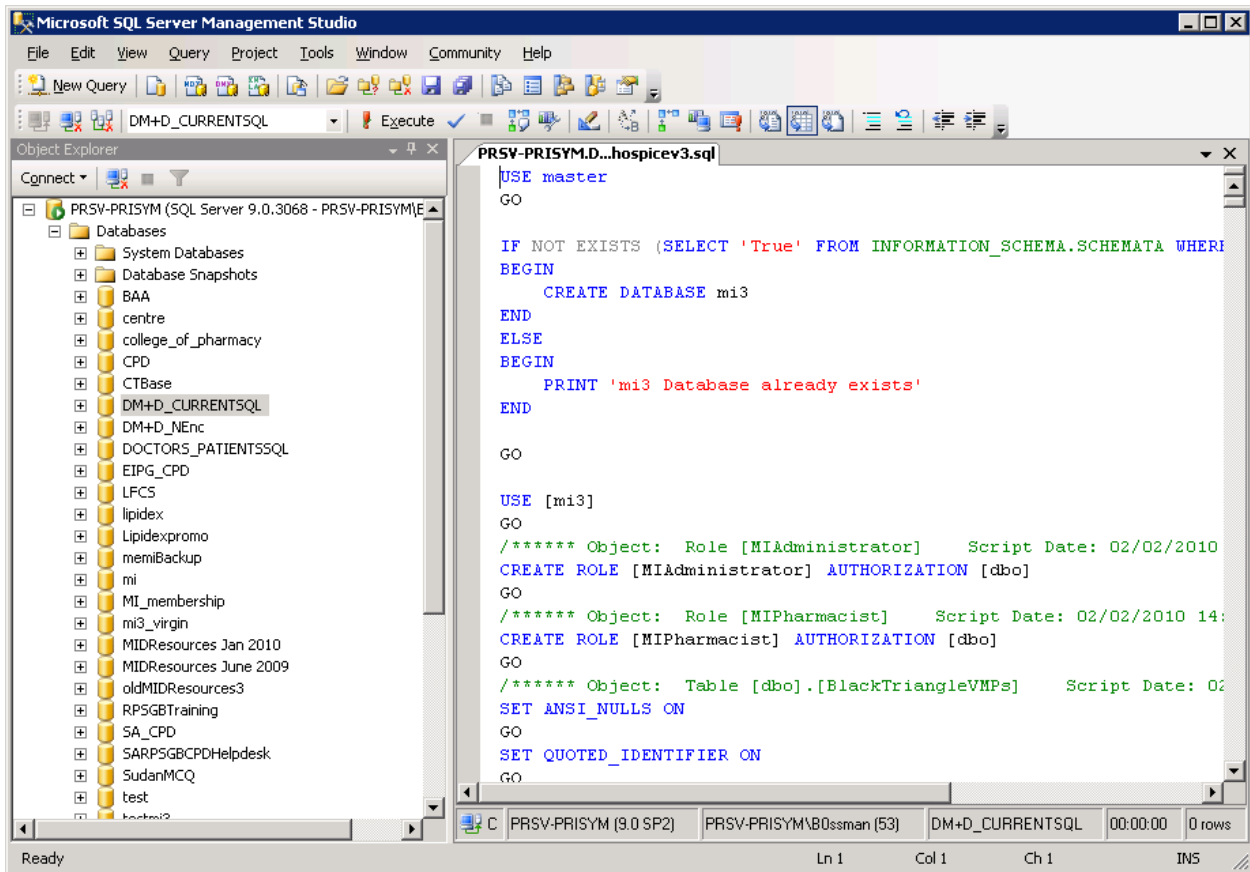 Microsoft SQL Server Management Studio
File Edit View Query Project Tools Window Community Help
New Query
DM+D_CURRENTSQL Execute
Object Explorer
Connect
PRSV-PRISYM (SQL Server 9.0.3068 - PRSV-PRISYM\B
Databases
System Databases
Database Snapshots
BAA
centre
college_of_pharmacy
CPD
CTBase
DM+D_CURRENTSQL
DM+D_NEnc
DOCTORS_PATIENTSSQL
EIPG_CPD
LFCS
lipidex
Lipidexpromo
memiBackup
mi
MI_membership
mi3_virgin
MIDResources Jan 2010
MIDResources June 2009
oldMIDResources3
RPSGBTraining
SA_CPD
SARPSGBCPDHelpdesk
SudanMCQ
test
PRSV-PRISYM.D...hospicev3.sql
USE master
GO
IF NOT EXISTS (SELECT 'True' FROM INFORMATION_SCHEMA.SCHEMATA WHERE
BEGIN
CREATE DATABASE mi3
END
ELSE
BEGIN
PRINT 'mi3 Database already exists'
END
GO
USE [mi3]
GO
/****** Object: Role [MIAdministrator] Script Date: 02/02/2010
CREATE ROLE [MIAdministrator] AUTHORIZATION [dbo]
GO
/****** Object: Role [MIPharmacist] Script Date: 02/02/2010 14:
CREATE ROLE [MIPharmacist] AUTHORIZATION [dbo]
GO
/****** Object: Table [dbo].[BlackTriangleVMPs] Script Date: 02
SET ANSI_NULLS ON
GO
SET QUOTED_IDENTIFIER ON
GO
C PRSV-PRISYM (9.0 SP2) PRSV-PRISYM\B0ssman (53) DM+D_CURRENTSQL 00:00:00 0 rows
Ready Ln 1 Col 1 Ch 1 INS